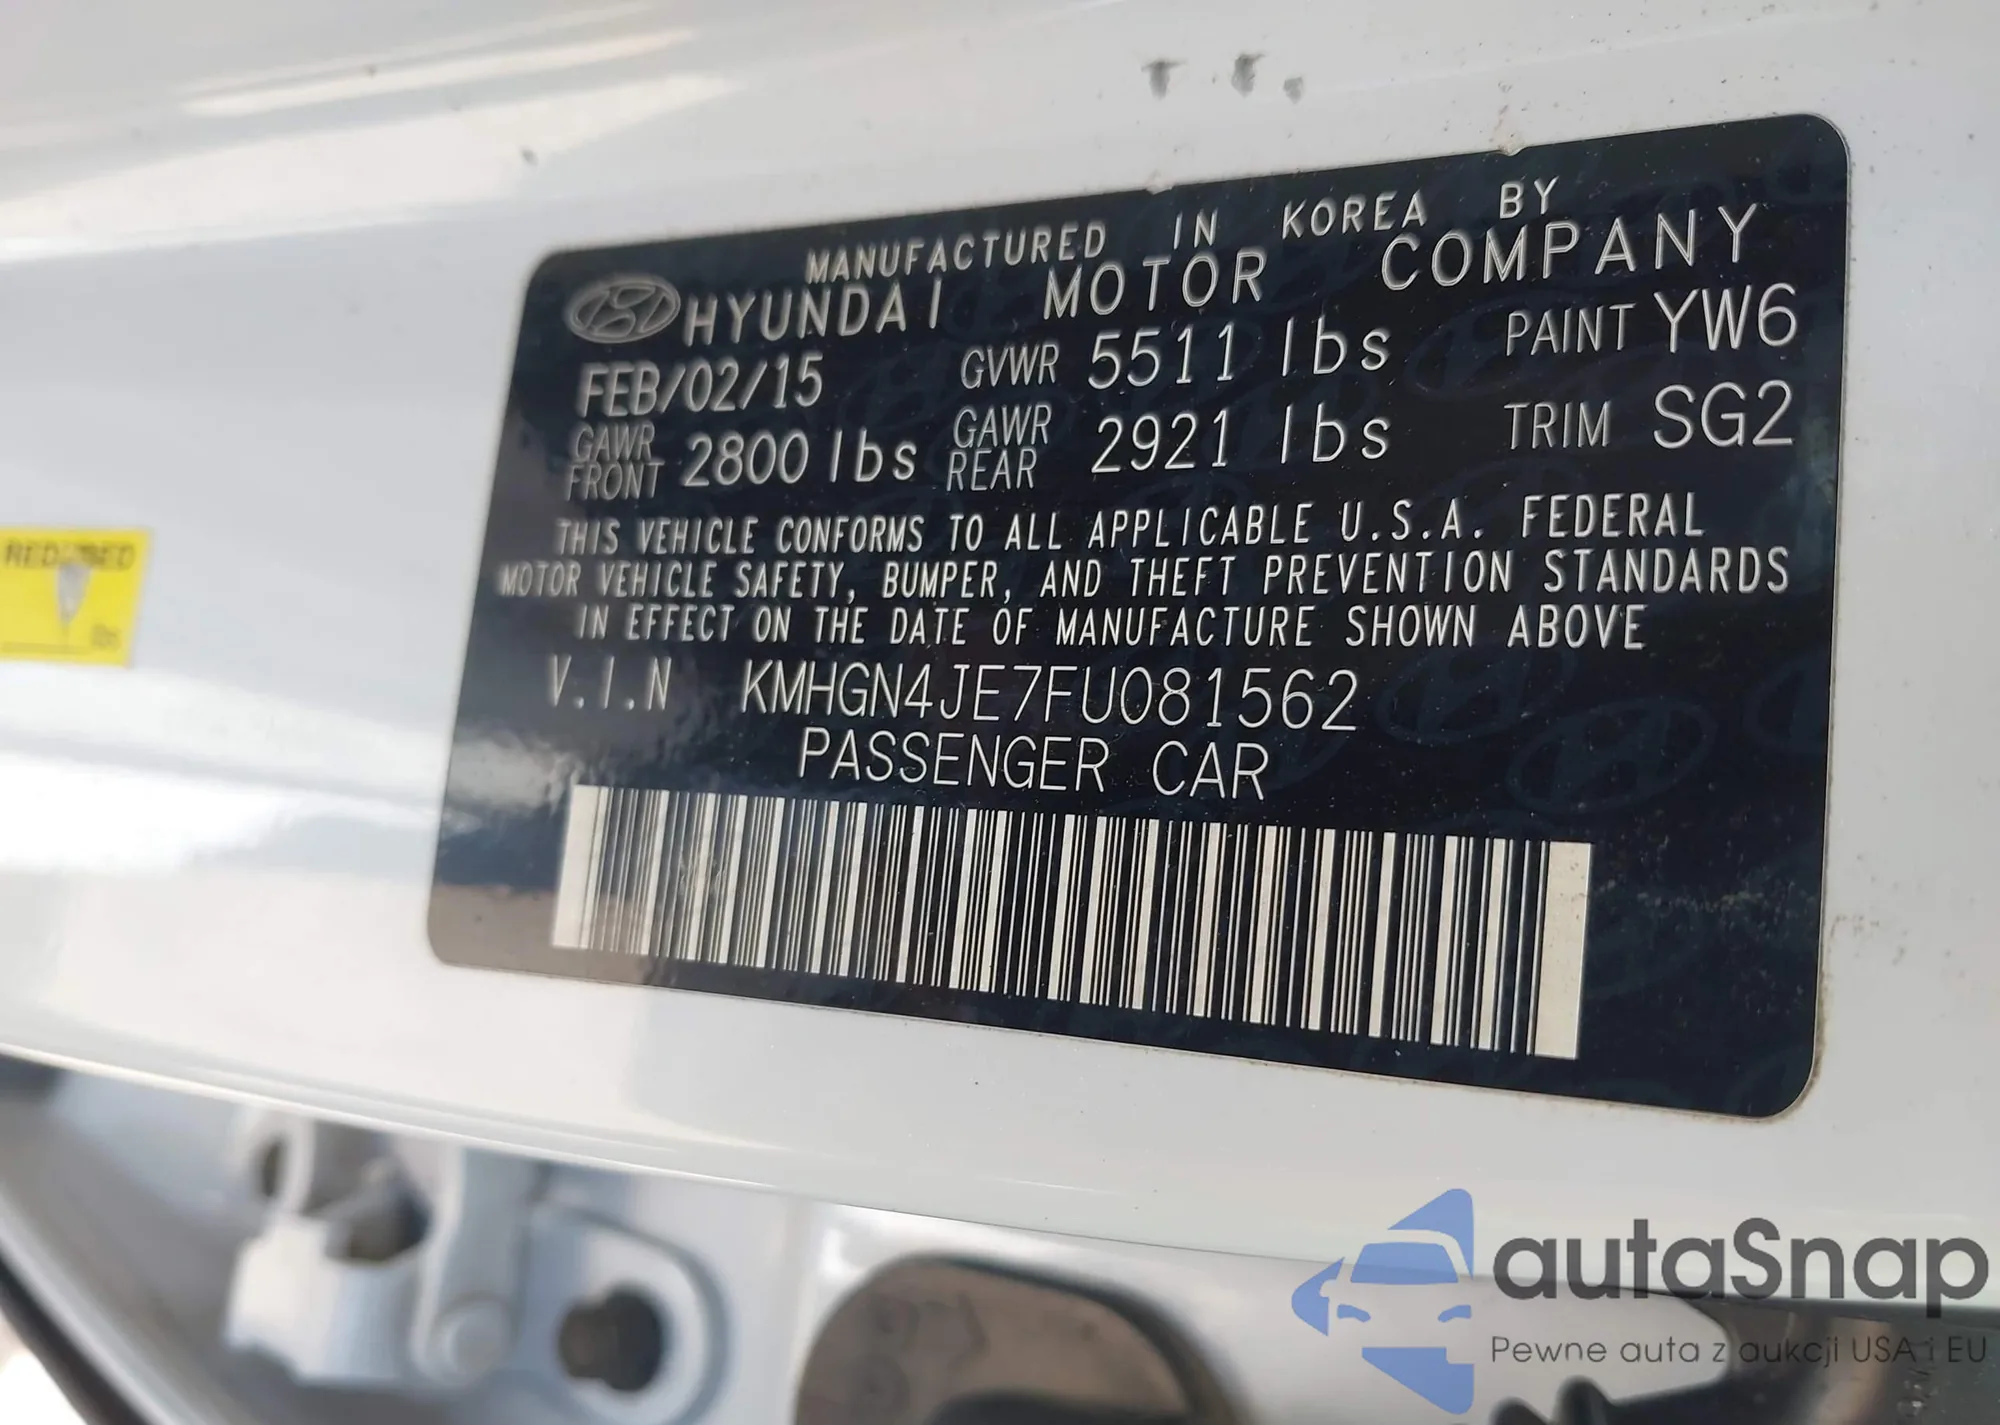 MANUFACTURED IN KOREA BY
HYUNDAI MOTOR COMPANY
FEB/02/15 GVWR 5511 lbs PAINT YW6
GAWR FRONT 2800 lbs GAWR REAR 2921 lbs TRIM SG2
THIS VEHICLE CONFORMS TO ALL APPLICABLE U.S.A. FEDERAL
MOTOR VEHICLE SAFETY, BUMPER, AND THEFT PREVENTION STANDARDS
IN EFFECT ON THE DATE OF MANUFACTURE SHOWN ABOVE
V.I.N KMHGN4JE7FU081562
PASSENGER CAR
lbs
autaSnap
Pewne auta z aukcji USA i EU